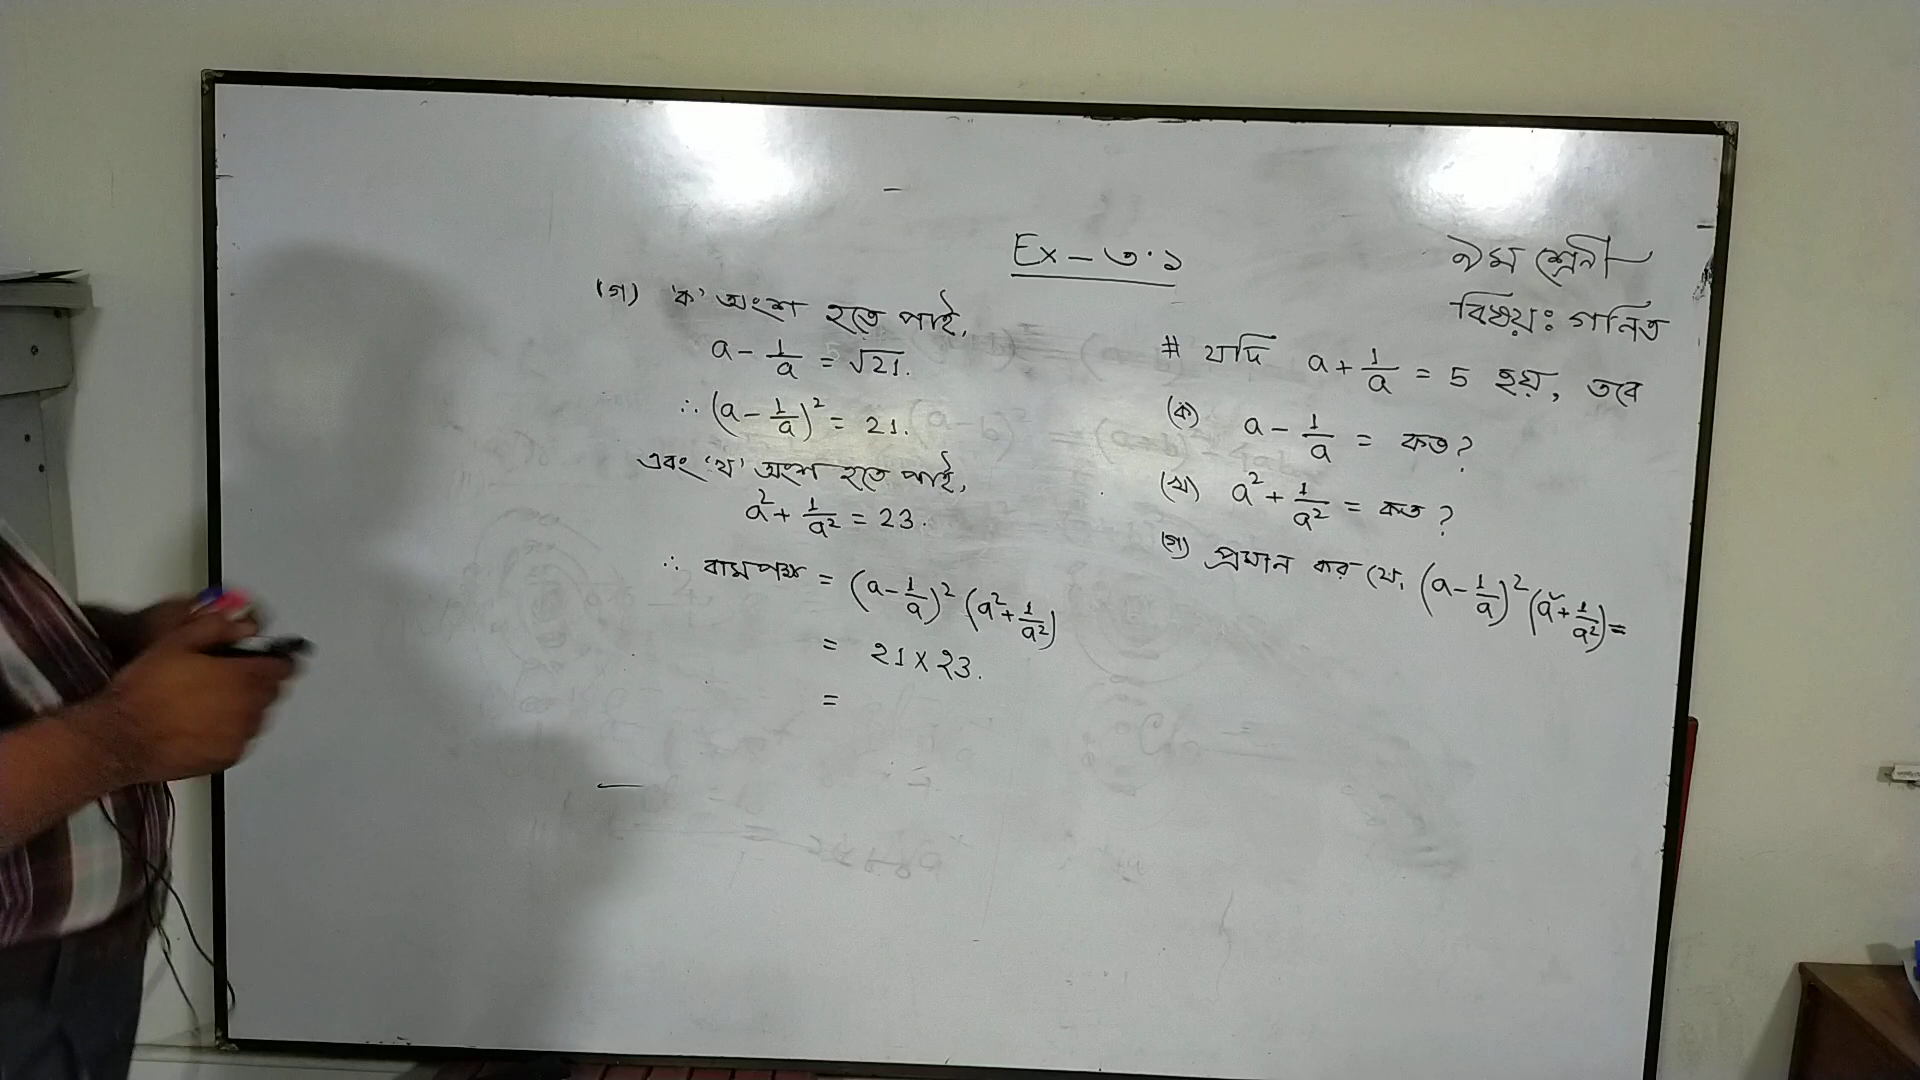 Ex - ৩.১
৯ম শ্রেনী
বিষয়: গনিত
# যদি a + 1/a = 5 হয়, তবে
(ক) a - 1/a = কত?
(খ) a² + 1/a² = কত?
(গ) প্রমান কর যে, (a - 1/a)² (a² + 1/a²) =
(গ) 'ক' অংশ হতে পাই,
a - 1/a = √21.
∴ (a - 1/a)² = 21.
এবং 'খ' অংশ হতে পাই,
a² + 1/a² = 23.
∴ বামপক্ষ = (a - 1/a)² (a² + 1/a²)
= 21 × 23.
=